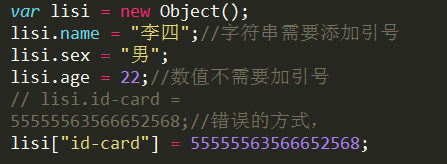 var lisi = new Object();
lisi.name = "李四";//字符串需要添加引号
lisi.sex = "男";
lisi.age = 22;//数值不需要加引号
// lisi.id-card =
55555563566652568;//错误的方式，
lisi["id-card"] = 55555563566652568;